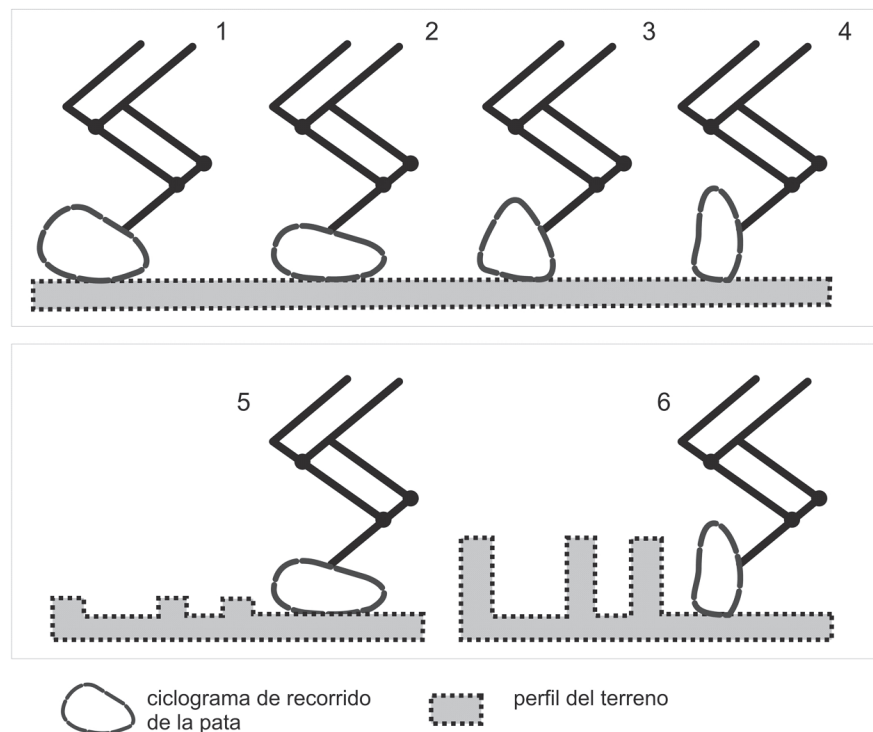 1 2 3 4
5 6
ciclograma de recorrido
de la pata
perfil del terreno